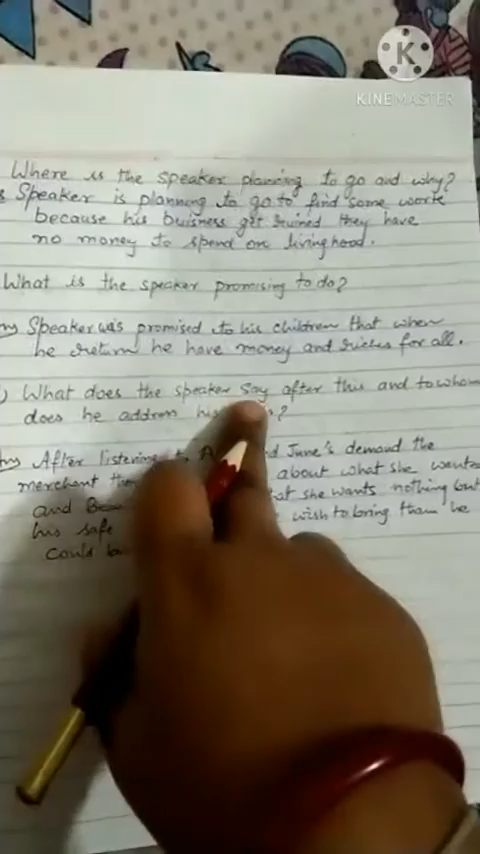 K
KINEMASTER
Where is the speaker planning to go and why?
Speaker is planning to go to find some work
because his buisness get ruined they have
no money to spend on livinghood.
What is the speaker promising to do?
Speaker was promised to his children that when
he return he have money and riches for all.
) What does the speaker Say after this and to whom
does he address
?
After listening
June's demand the
merchant
about what she wants
and
she wants nothing but
his safe
wish to bring them he
could